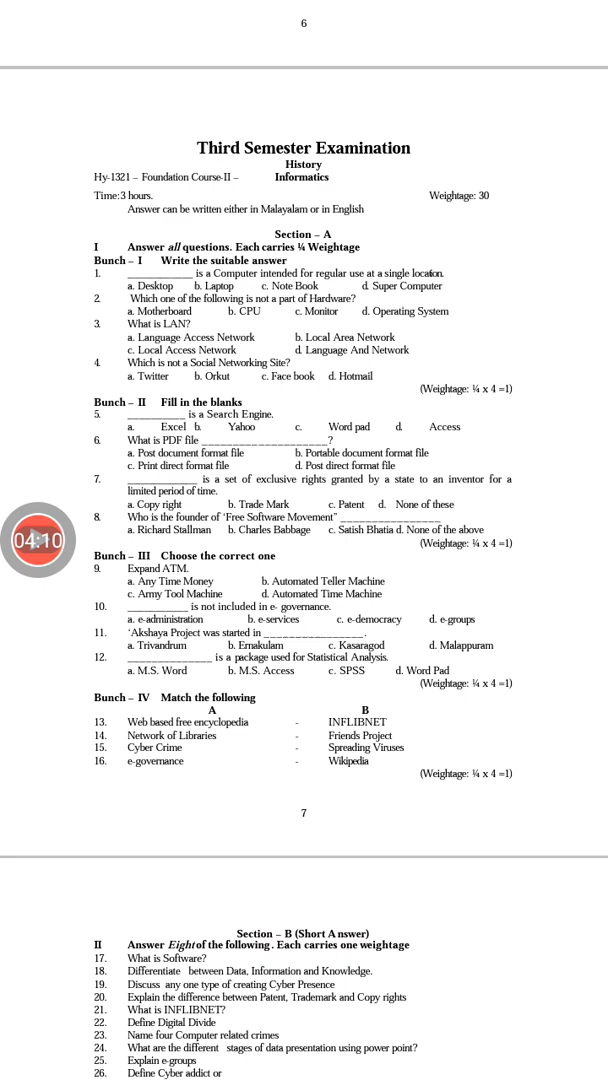 6
Third Semester Examination
History
Hy-1321 – Foundation Course-II – Informatics
Time:3 hours. Weightage: 30
Answer can be written either in Malayalam or in English
Section – A
I Answer all questions. Each carries ¼ Weightage
Bunch – I Write the suitable answer
1. ____________ is a Computer intended for regular use at a single location.
a. Desktop b. Laptop c. Note Book d. Super Computer
2. Which one of the following is not a part of Hardware?
a. Motherboard b. CPU c. Monitor d. Operating System
3. What is LAN?
a. Language Access Network b. Local Area Network
c. Local Access Network d. Language And Network
4. Which is not a Social Networking Site?
a. Twitter b. Orkut c. Face book d. Hotmail
(Weightage: ¼ x 4 =1)
Bunch – II Fill in the blanks
5. __________ is a Search Engine.
a. Excel b. Yahoo c. Word pad d. Access
6. What is PDF file ____________________?
a. Post document format file b. Portable document format file
c. Print direct format file d. Post direct format file
7. ____________ is a set of exclusive rights granted by a state to an inventor for a
limited period of time.
a. Copy right b. Trade Mark c. Patent d. None of these
8. Who is the founder of ‘Free Software Movement” ________________
a. Richard Stallman b. Charles Babbage c. Satish Bhatia d. None of the above
(Weightage: ¼ x 4 =1)
04:10
Bunch – III Choose the correct one
9. Expand ATM.
a. Any Time Money b. Automated Teller Machine
c. Army Tool Machine d. Automated Time Machine
10. __________ is not included in e- governance.
a. e-administration b. e-services c. e-democracy d. e-groups
11. ‘Akshaya Project was started in ________________.
a. Trivandrum b. Ernakulam c. Kasaragod d. Malappuram
12. ______________ is a package used for Statistical Analysis.
a. M.S. Word b. M.S. Access c. SPSS d. Word Pad
(Weightage: ¼ x 4 =1)
Bunch – IV Match the following
A B
13. Web based free encyclopedia - INFLIBNET
14. Network of Libraries - Friends Project
15. Cyber Crime - Spreading Viruses
16. e-governance - Wikipedia
(Weightage: ¼ x 4 =1)
7
Section – B (Short Answer)
II Answer Eight of the following. Each carries one weightage
17. What is Software?
18. Differentiate between Data, Information and Knowledge.
19. Discuss any one type of creating Cyber Presence
20. Explain the difference between Patent, Trademark and Copy rights
21. What is INFLIBNET?
22. Define Digital Divide
23. Name four Computer related crimes
24. What are the different stages of data presentation using power point?
25. Explain e-groups
26. Define Cyber addict or